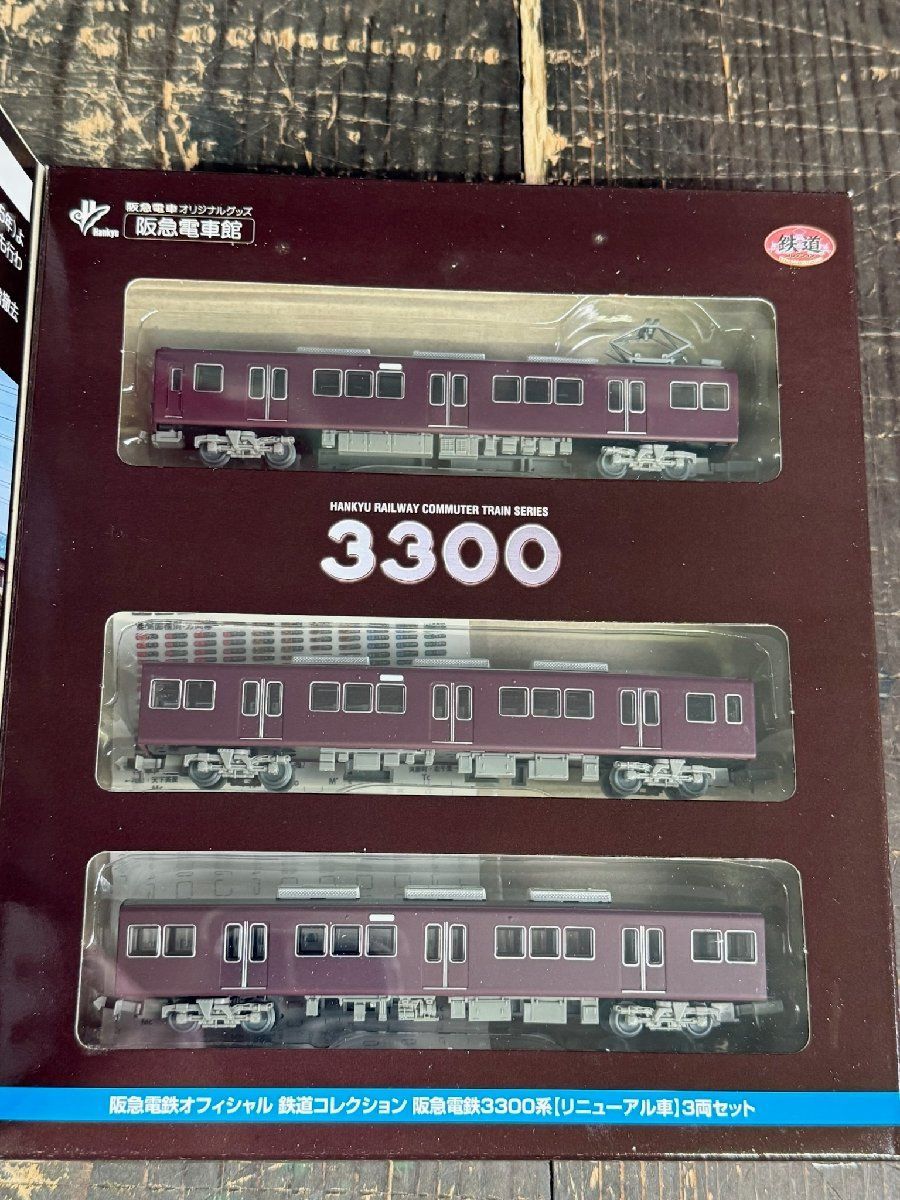 阪急電車オリジナルグッズ
Hankyu 阪急電車館
鉄道
HANKYU RAILWAY COMMUTER TRAIN SERIES
3300
Tc
阪急電鉄オフィシャル 鉄道コレクション 阪急電鉄3300系【リニューアル車】3両セット